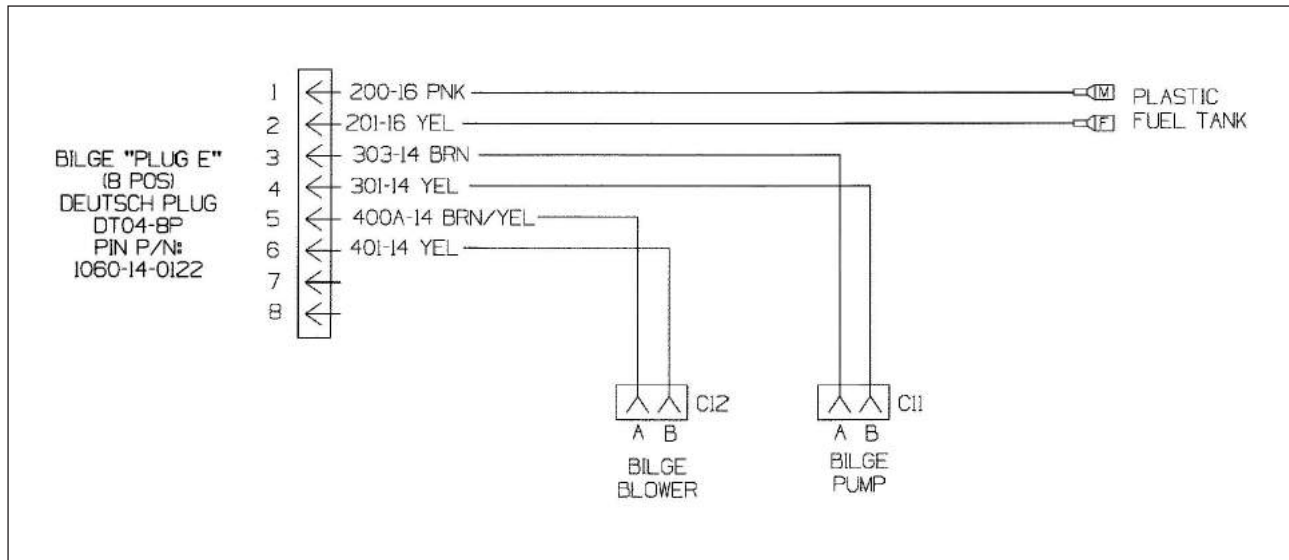 BILGE "PLUG E"
(8 POS)
DEUTSCH PLUG
DT04-8P
PIN P/N:
1060-14-0122
1
200-16 PNK
2
201-16 YEL
3
303-14 BRN
4
301-14 YEL
5
400A-14 BRN/YEL
6
401-14 YEL
7
8
M
F
PLASTIC
FUEL TANK
C12
A B
BILGE
BLOWER
C11
A B
BILGE
PUMP